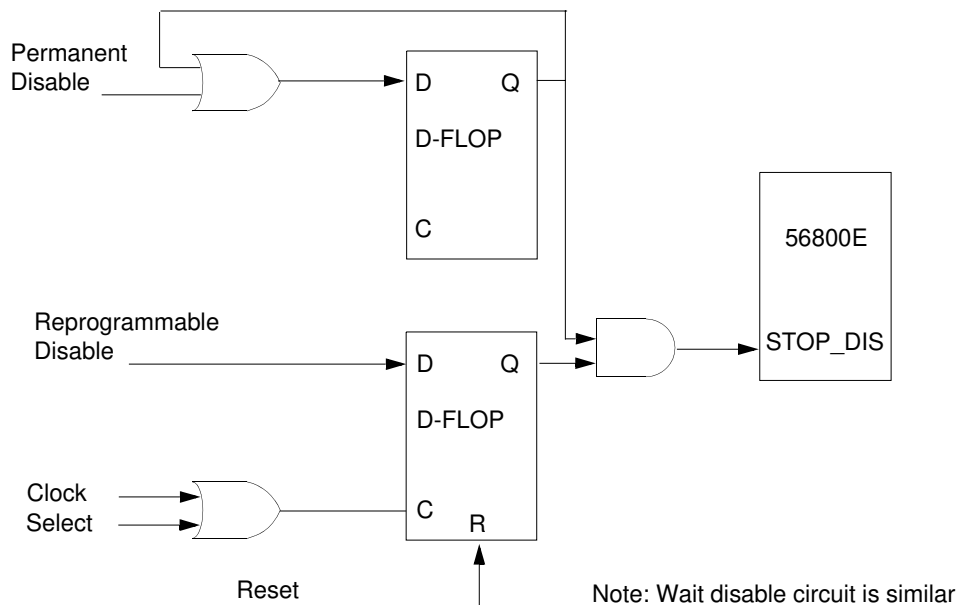 Permanent
Disable
D Q
D-FLOP
C
56800E
STOP_DIS
Reprogrammable
Disable
D Q
D-FLOP
C
R
Clock
Select
Reset
Note: Wait disable circuit is similar